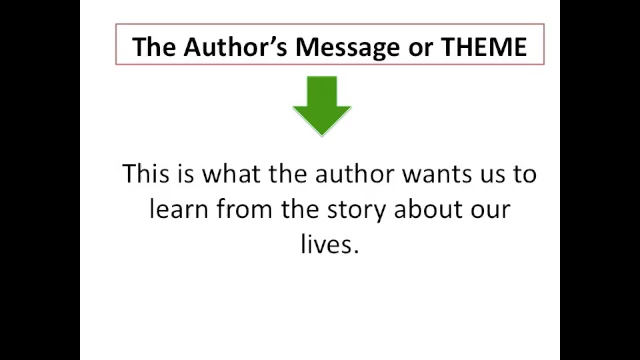 The Author’s Message or THEME
This is what the author wants us to
learn from the story about our
lives.